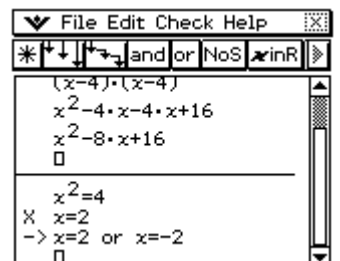 File Edit Check Help
and or NoS xinR
(x-4)·(x-4)
x²-4·x-4·x+16
x²-8·x+16
x²=4
X x=2
-> x=2 or x=-2